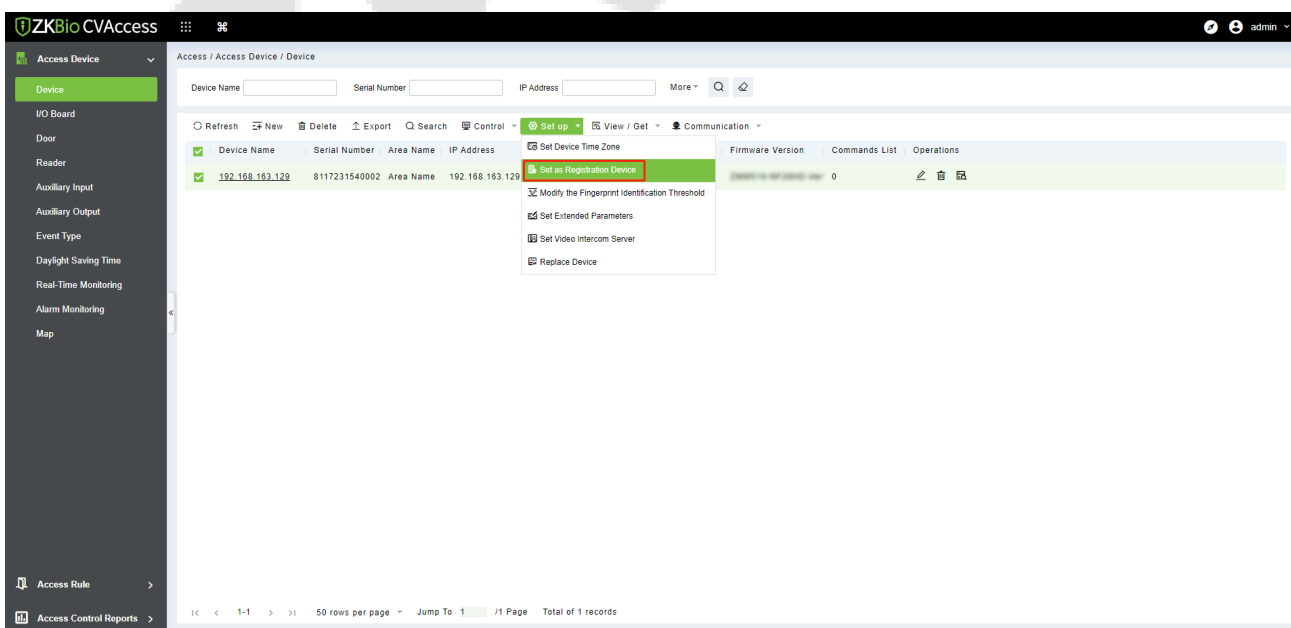 ZKBio CVAccess
admin
Access Device
Access / Access Device / Device
Device
Device Name Serial Number IP Address More
I/O Board
Refresh New Delete Export Search Control Set up View / Get Communication
Door
Device Name Serial Number Area Name IP Address Firmware Version Commands List Operations
Set Device Time Zone
Reader
192.168.163.129 8117231540002 Area Name 192.168.163.129 0
Set as Registration Device
Auxiliary Input
Modify the Fingerprint Identification Threshold
Auxiliary Output
Set Extended Parameters
Event Type
Set Video Intercom Server
Daylight Saving Time
Replace Device
Real-Time Monitoring
Alarm Monitoring
Map
Access Rule
Access Control Reports
1-1 50 rows per page Jump To 1 /1 Page Total of 1 records